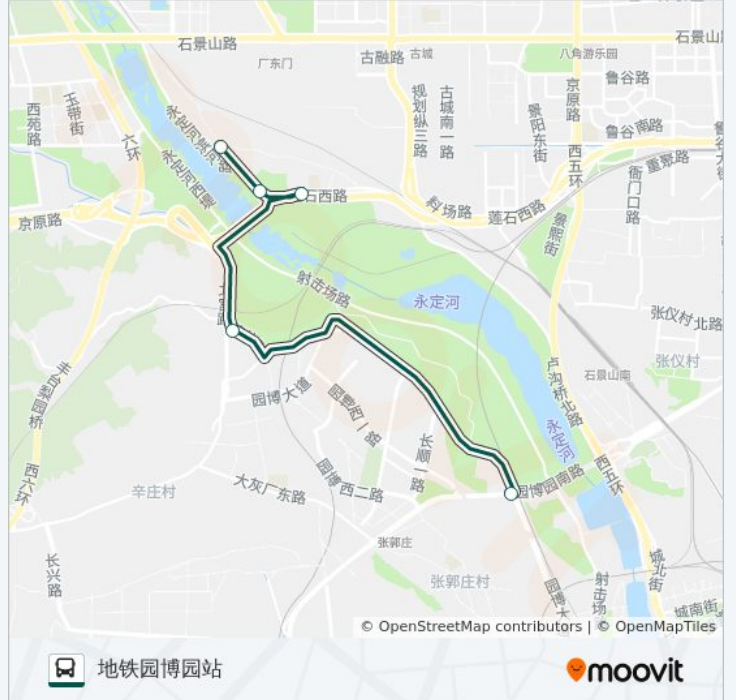 石景山路
石景山
古融路
古城
八角游乐园
厂东门
鲁谷路
京原路
玉带街
西苑路
规划纵三路
古城南一路
景阳东街
鲁谷南路
六环
永定河西堤
西五环
重聚路
衙门口路
石西路
料场路
莲石西路
景熙街
京原路
射击场路
永定河
张仪村北路
张仪村
石景山南
卢沟桥北路
园博大道
园博西一路
长顺一路
永定河
西五环
园博园南路
西六环
辛庄村
大灰厂东路
园博
西二路
张郭庄
张郭庄村
长兴路
城北街
射击场
园博大
城南街
© OpenStreetMap contributors | © OpenMapTiles
地铁园博园站
moovit